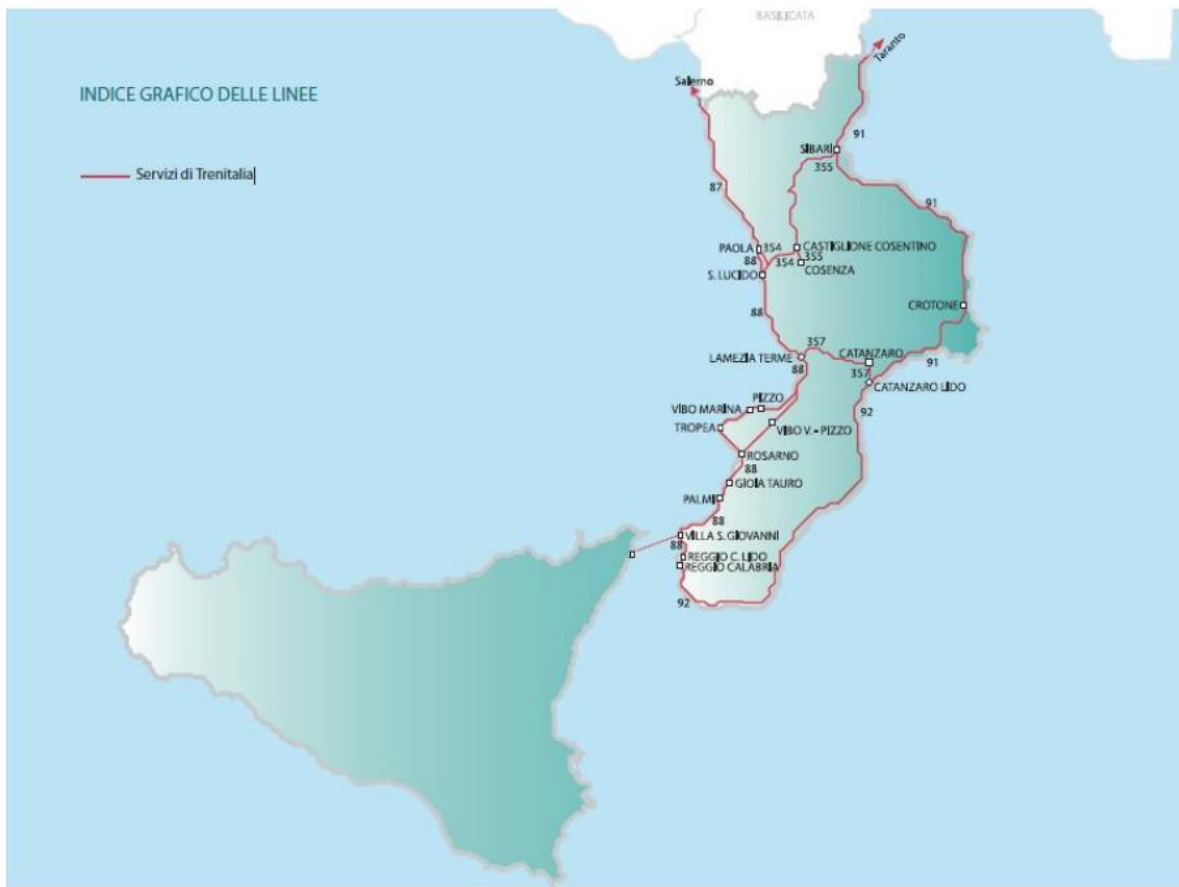 BASILICATA
Taranto
Salerno
INDICE GRAFICO DELLE LINEE
91
SIBARI
355
Servizi di Trenitalia
87
91
PAOLA
354
CASTIGLIONE COSENTINO
88
354
355
S. LUCIDO
COSENZA
CROTONE
88
357
LAMEZIA TERME
CATANZARO
88
357
91
CATANZARO LIDO
PIZZO
VIBO MARINA
92
TROPEA
VIBO V. - PIZZO
ROSARNO
88
GIOIA TAURO
PALMI
88
VILLA S. GIOVANNI
88
REGGIO C. LIDO
REGGIO CALABRIA
92